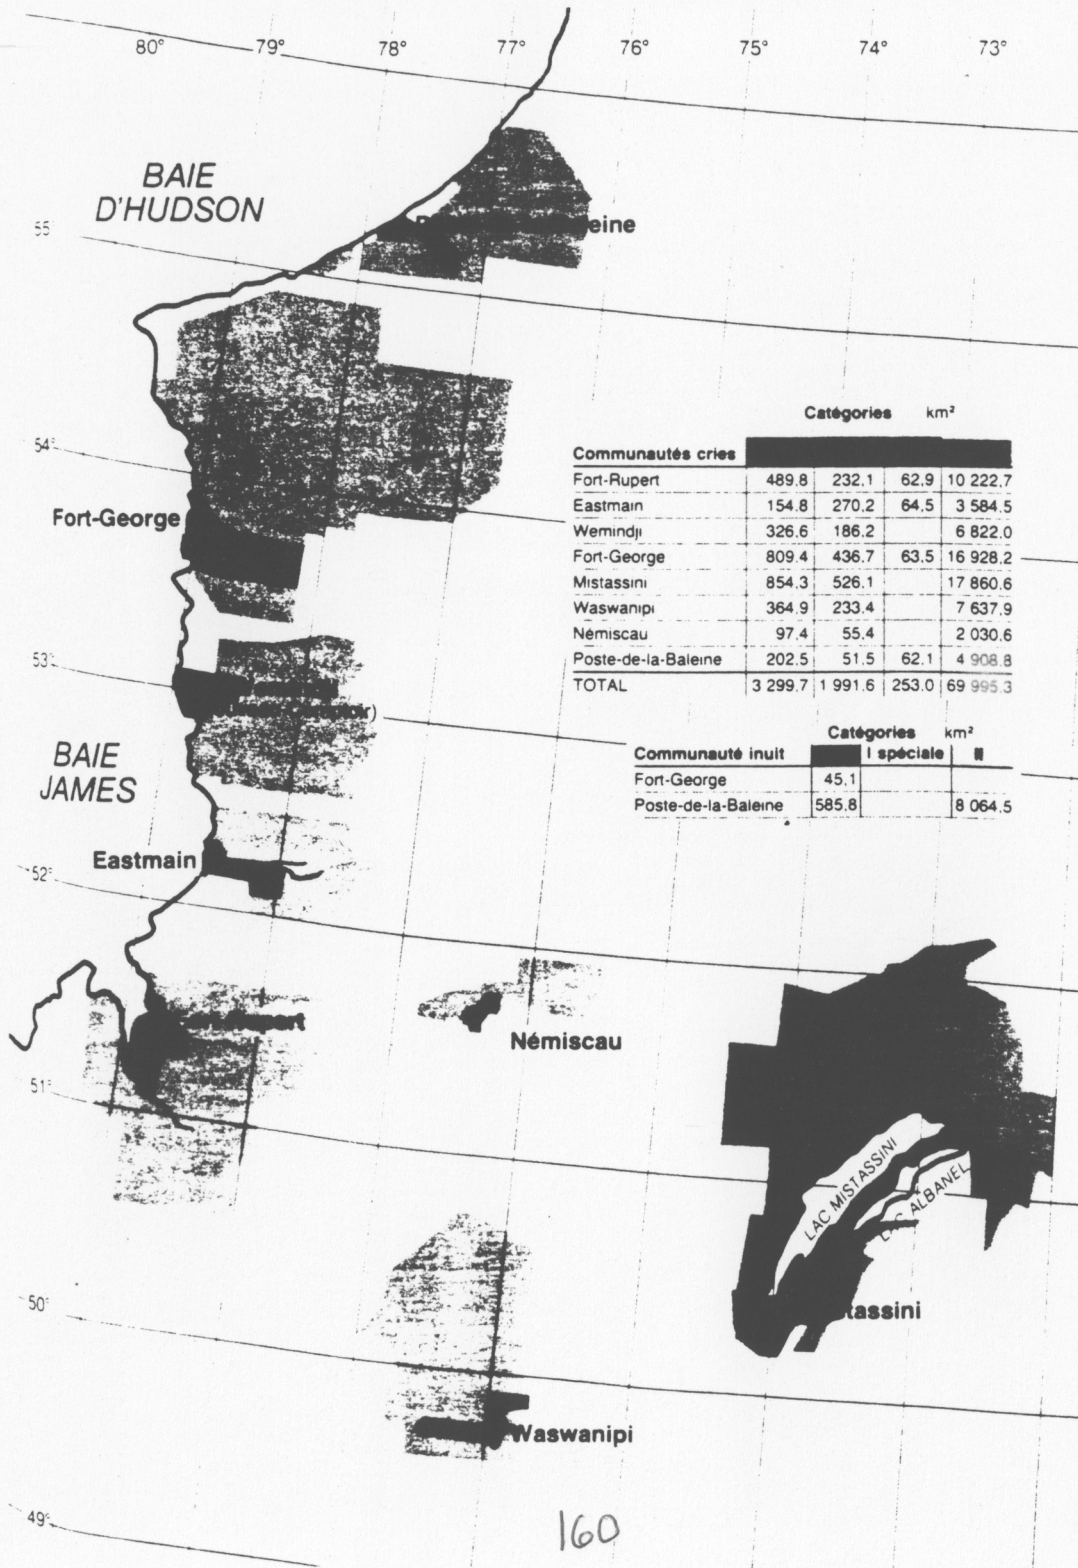 80° 79° 78° 77° 76° 75° 74° 73°
BAIE
D'HUDSON
55°
eine
Catégories km²
Communautés cries
Fort-Rupert 489.8 232.1 62.9 10 222.7
Eastmain 154.8 270.2 64.5 3 584.5
Wemindji 326.6 186.2 6 822.0
Fort-George 809.4 436.7 63.5 16 928.2
Mistassini 854.3 526.1 17 860.6
Waswanipi 364.9 233.4 7 637.9
Némiscau 97.4 55.4 2 030.6
Poste-de-la-Baleine 202.5 51.5 62.1 4 908.8
TOTAL 3 299.7 1 991.6 253.0 69 995.3
54°
Fort-George
53°
Catégories km²
Communauté inuit I spéciale II
Fort-George 45.1
Poste-de-la-Baleine 585.8 8 064.5
BAIE
JAMES
Eastmain
52°
Némiscau
51°
LAC MISTASSINI
LAC ALBANEL
50°
tassini
Waswanipi
49°
160